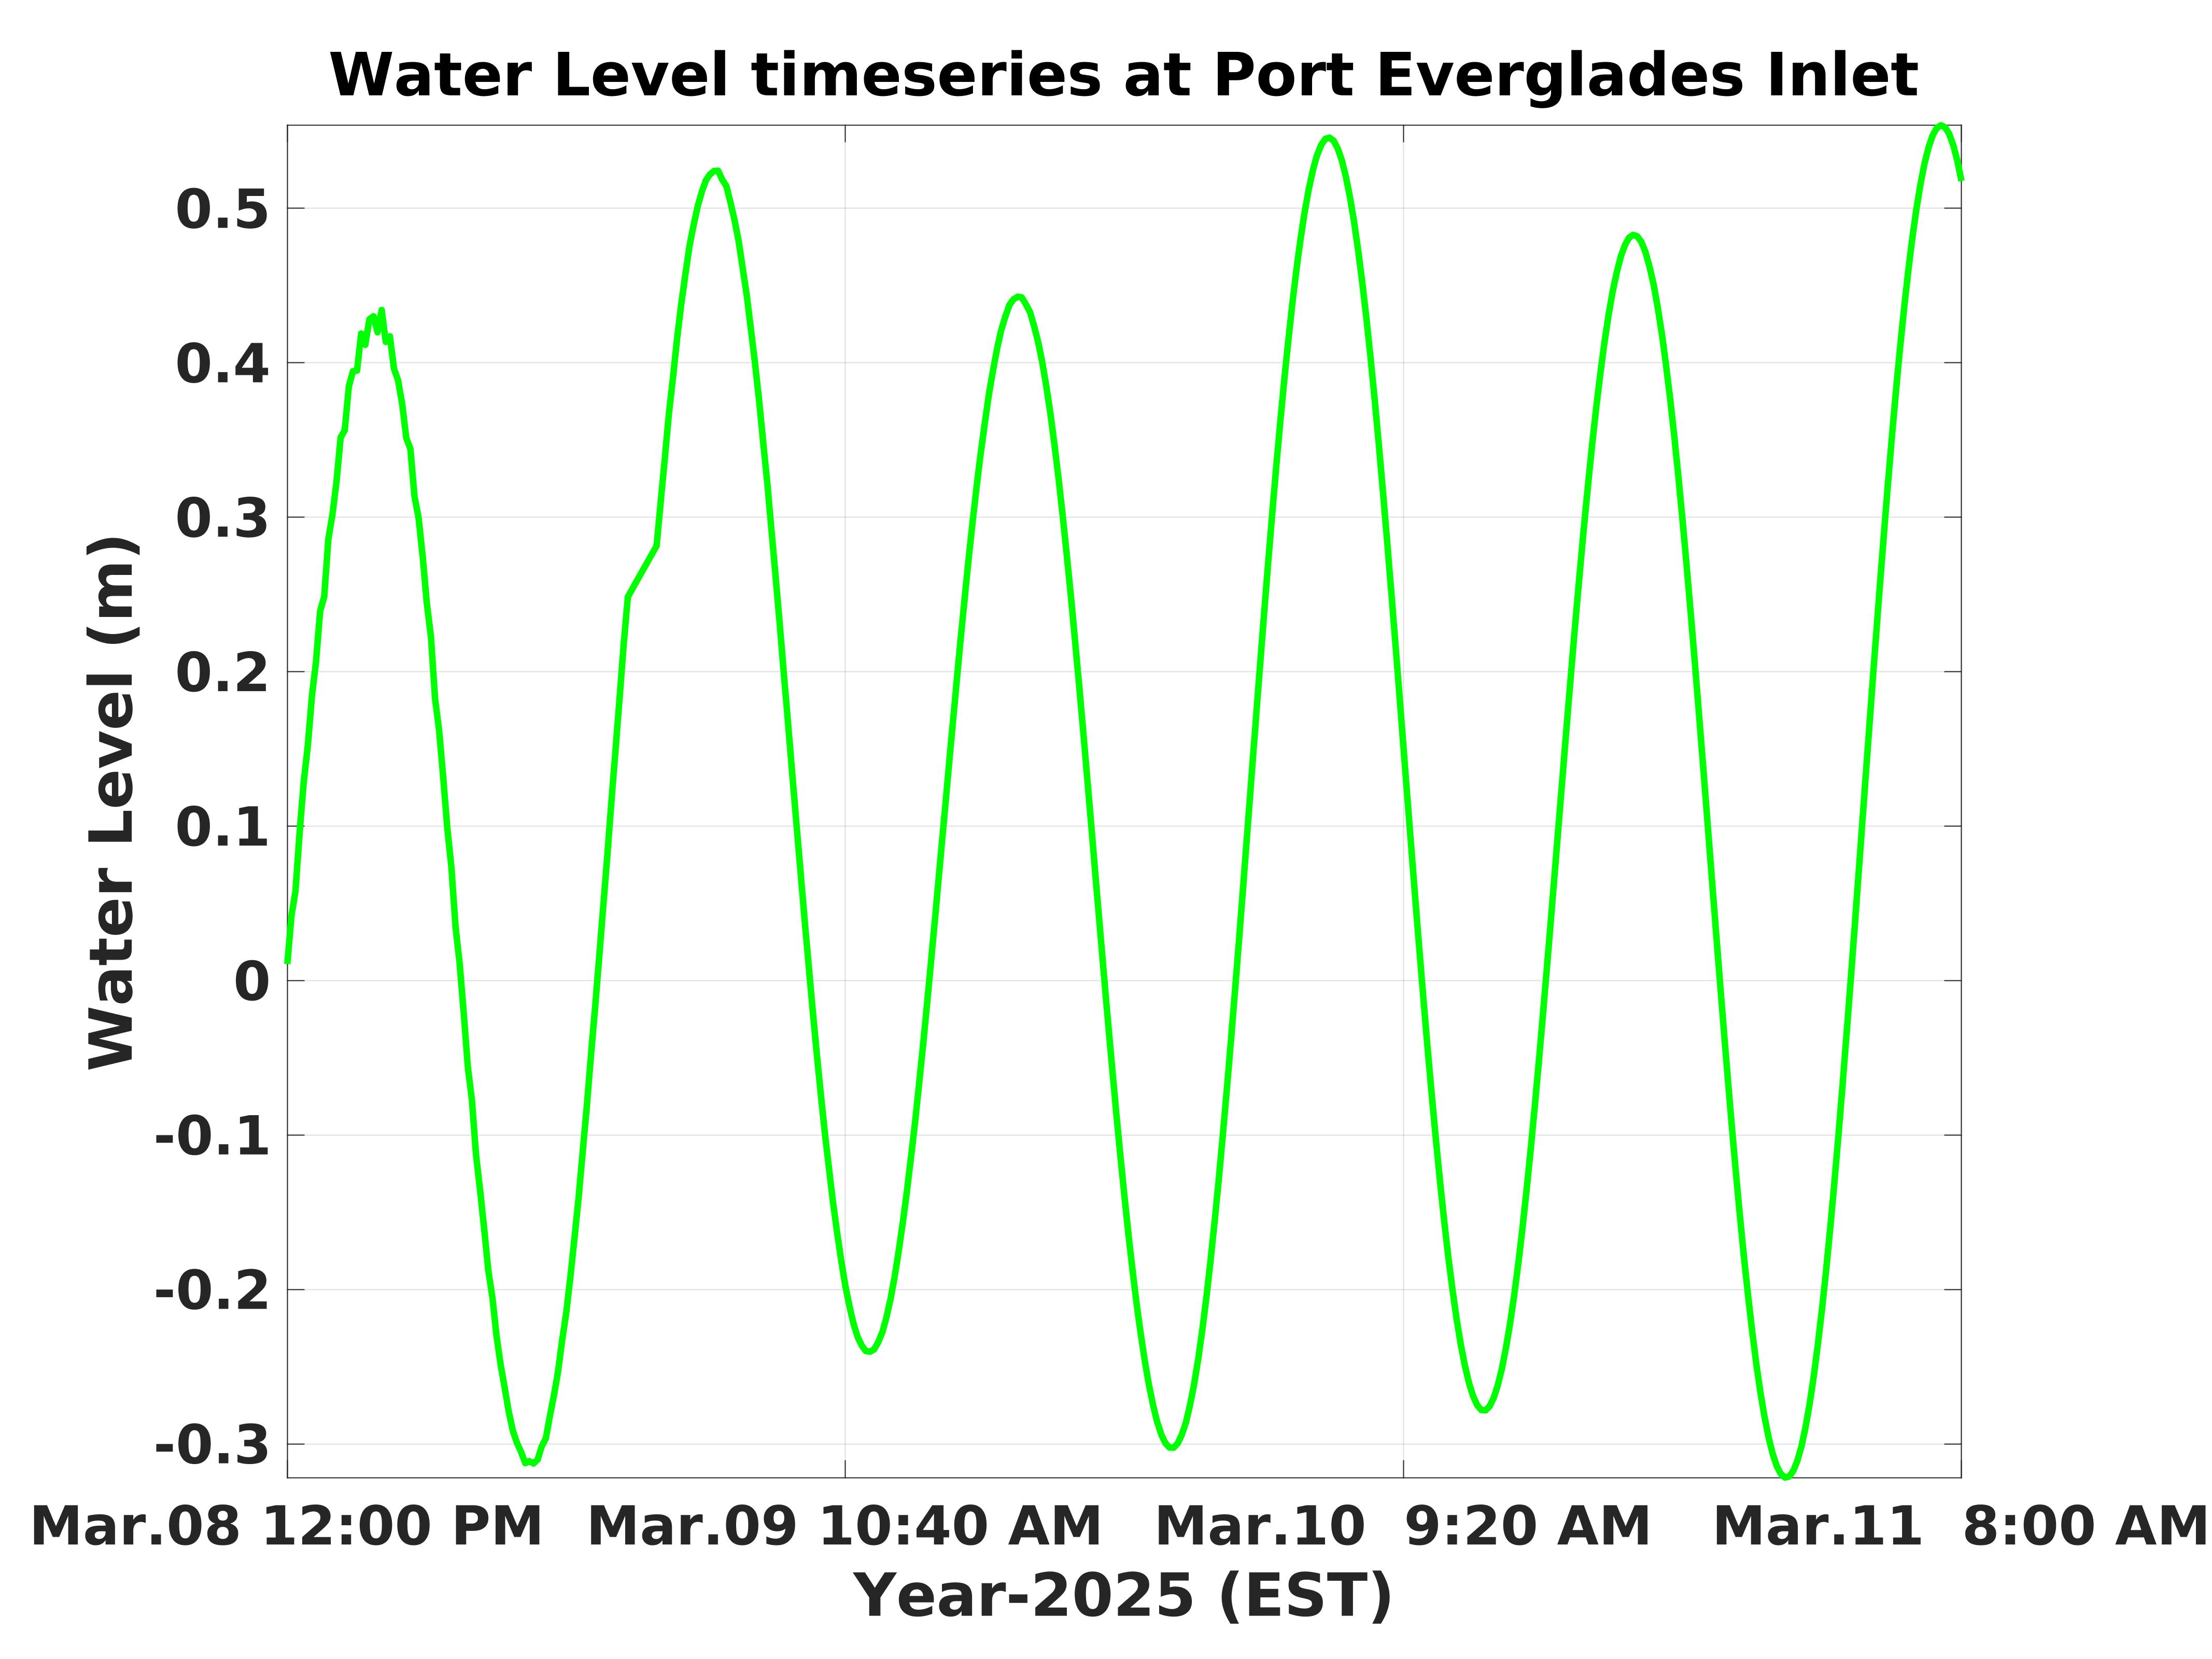 Water Level timeseries at Port Everglades Inlet
0.5
0.4
0.3
0.2
0.1
0
-0.1
-0.2
-0.3
Water Level (m)
Mar.08 12:00 PM Mar.09 10:40 AM Mar.10 9:20 AM Mar.11 8:00 AM
Year-2025 (EST)